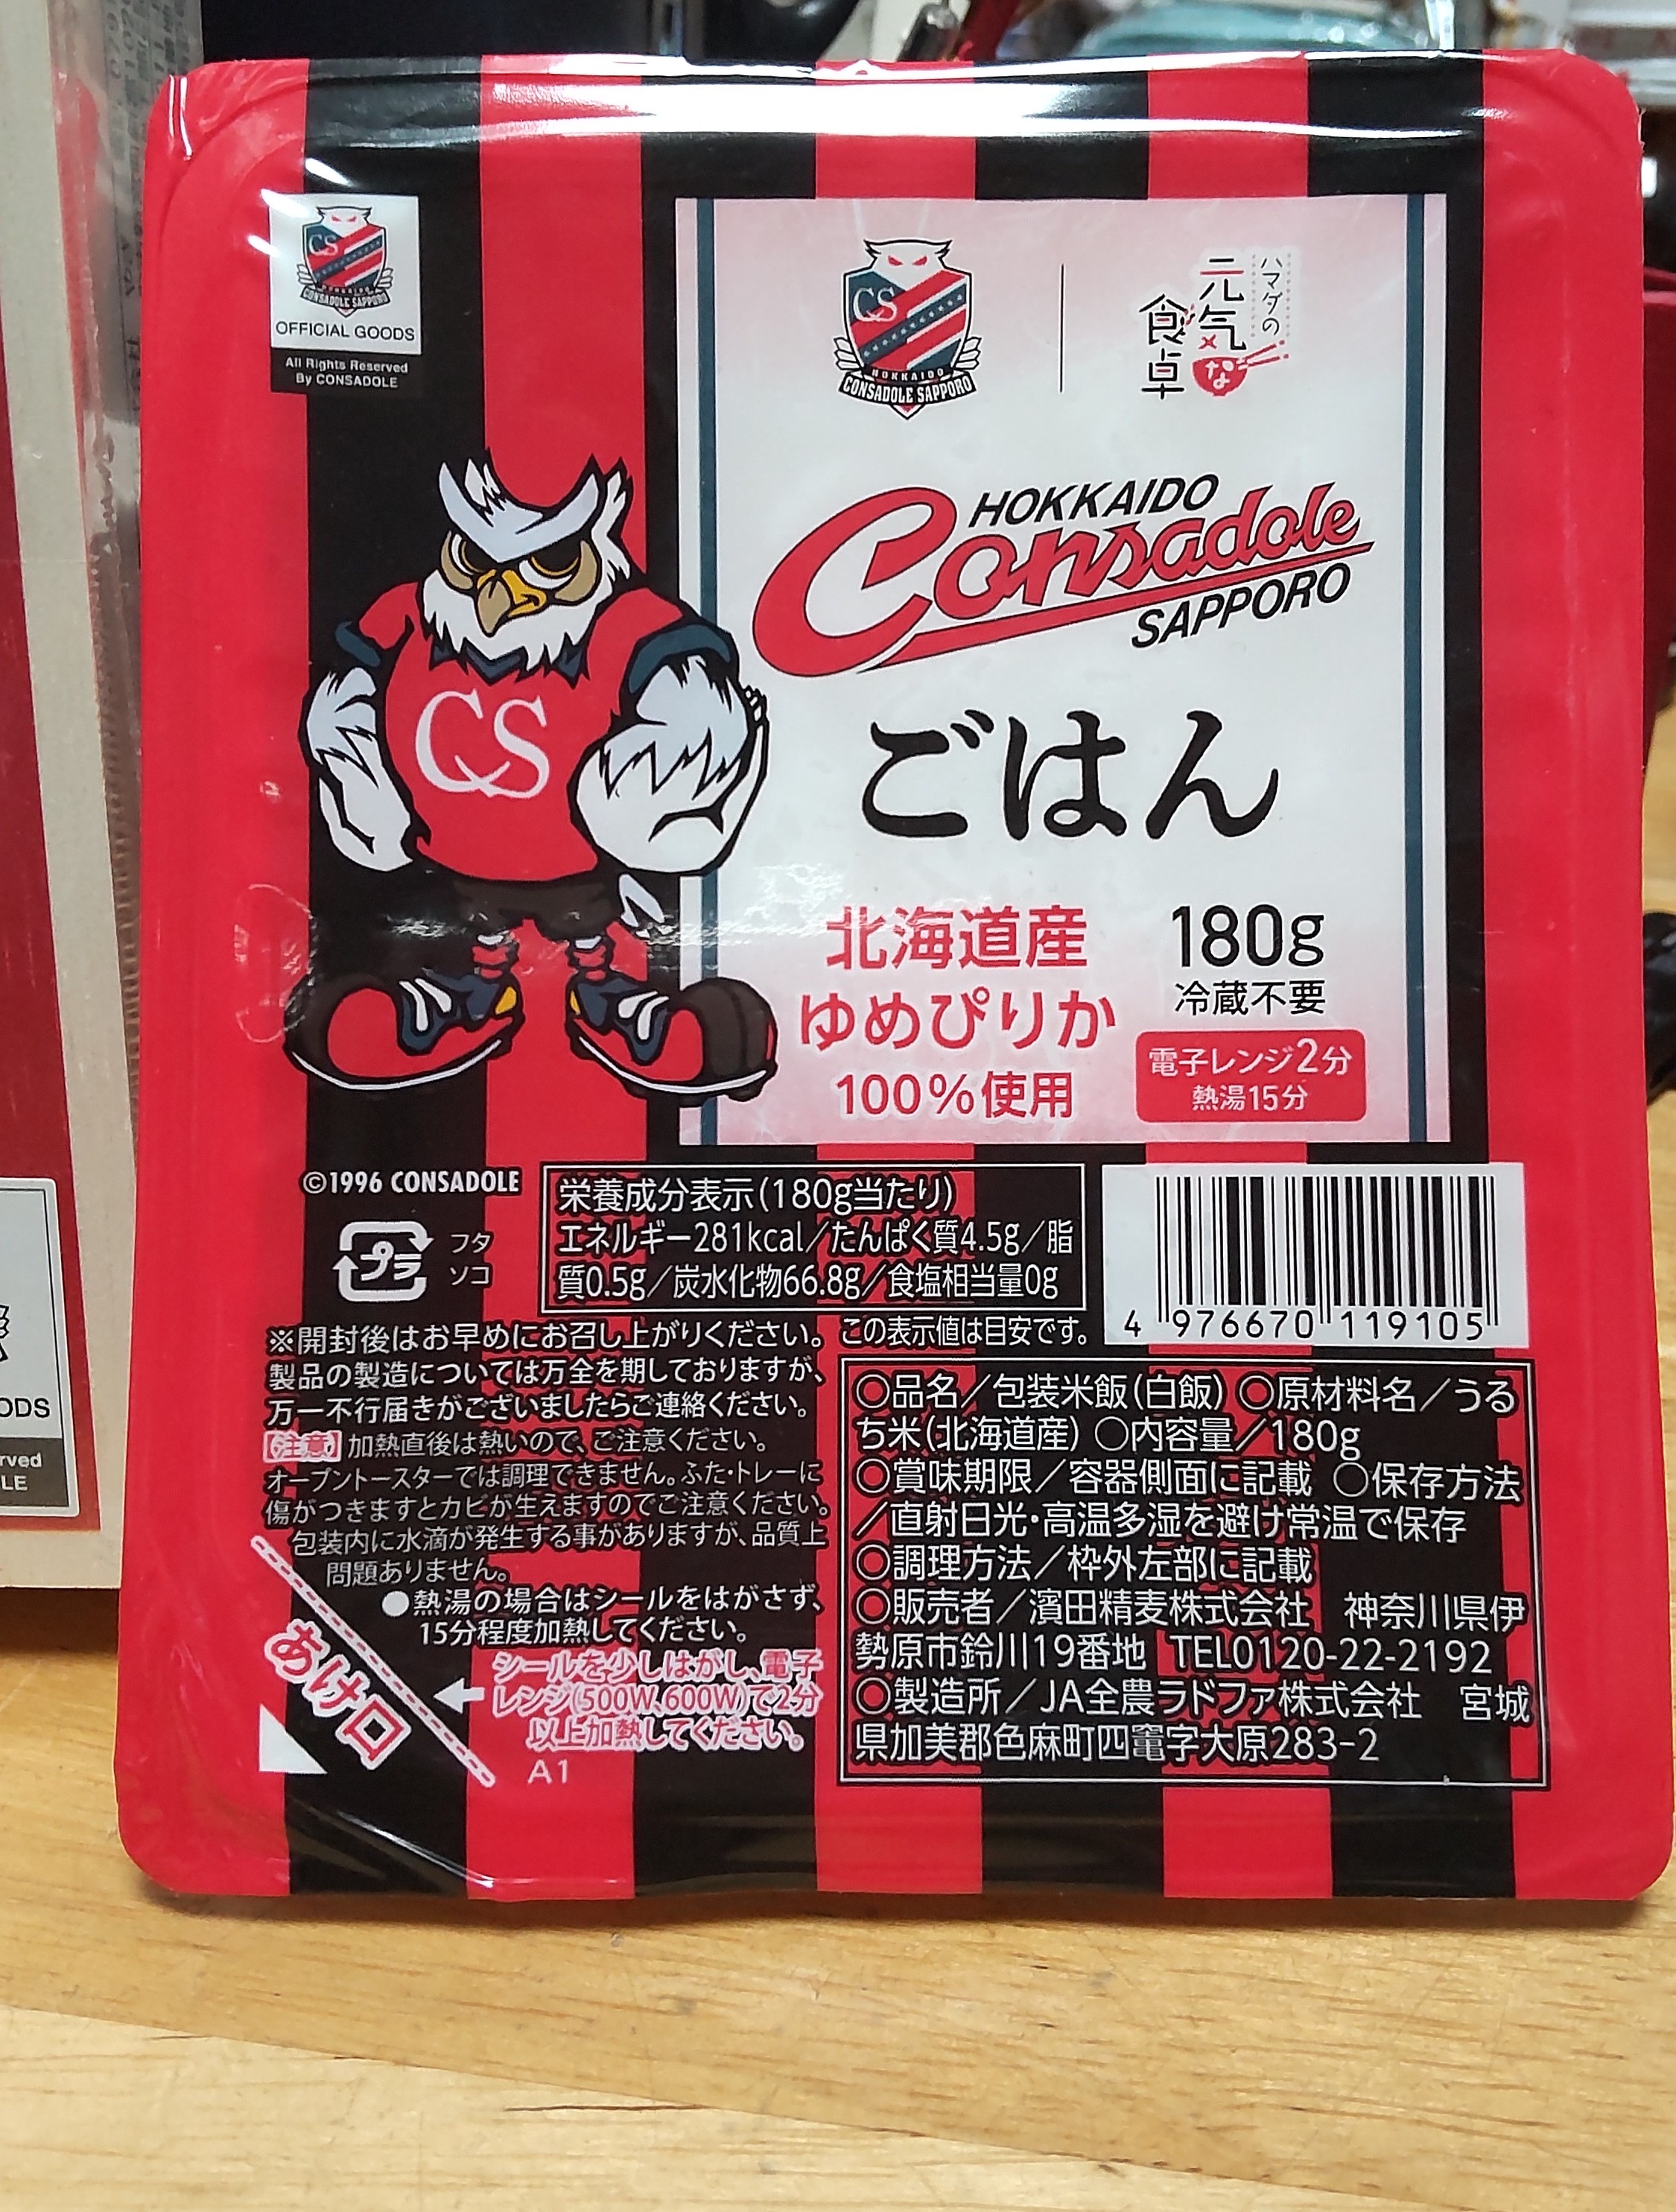 CS
HOKKAIDO
CONSADOLE SAPPORO
OFFICIAL GOODS
All Rights Reserved
By CONSADOLE
CS
HOKKAIDO
CONSADOLE SAPPORO
ハマダの
元気な
食卓
HOKKAIDO
Consadole
SAPPORO
CS
ごはん
北海道産
ゆめぴりか
100%使用
180g
冷蔵不要
電子レンジ2分
熱湯15分
©1996 CONSADOLE
プラ
フタ
ソコ
栄養成分表示(180g当たり)
エネルギー281kcal/たんぱく質4.5g/脂
質0.5g/炭水化物66.8g/食塩相当量0g
この表示値は目安です。
4 976670 119105
※開封後はお早めにお召し上がりください。
製品の製造については万全を期しておりますが、
万一不行届きがございましたらご連絡ください。
【注意】加熱直後は熱いので、ご注意ください。
オーブントースターでは調理できません。ふた・トレーに
傷がつきますとカビが生えますのでご注意ください。
包装内に水滴が発生する事がありますが、品質上
問題ありません。
●熱湯の場合はシールをはがさず、
15分程度加熱してください。
シールを少しはがし、電子
レンジ(500W,600W)で2分
以上加熱してください。
A1
あけ口
○品名/包装米飯(白飯) ○原材料名/うる
ち米(北海道産) ○内容量/180g
○賞味期限/容器側面に記載 ○保存方法
/直射日光・高温多湿を避け常温で保存
○調理方法/枠外左部に記載
○販売者/濱田精麦株式会社 神奈川県伊
勢原市鈴川19番地 TEL0120-22-2192
○製造所/JA全農ラドファ株式会社 宮城
県加美郡色麻町四竈字大原283-2
ODS
rved
LE